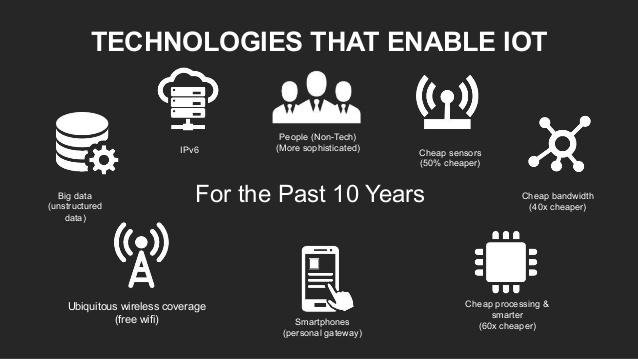 TECHNOLOGIES THAT ENABLE IOT
IPv6
People (Non-Tech)
(More sophisticated)
Cheap sensors
(50% cheaper)
Big data
(unstructured
data)
For the Past 10 Years
Cheap bandwidth
(40x cheaper)
Ubiquitous wireless coverage
(free wifi)
Smartphones
(personal gateway)
Cheap processing &
smarter
(60x cheaper)